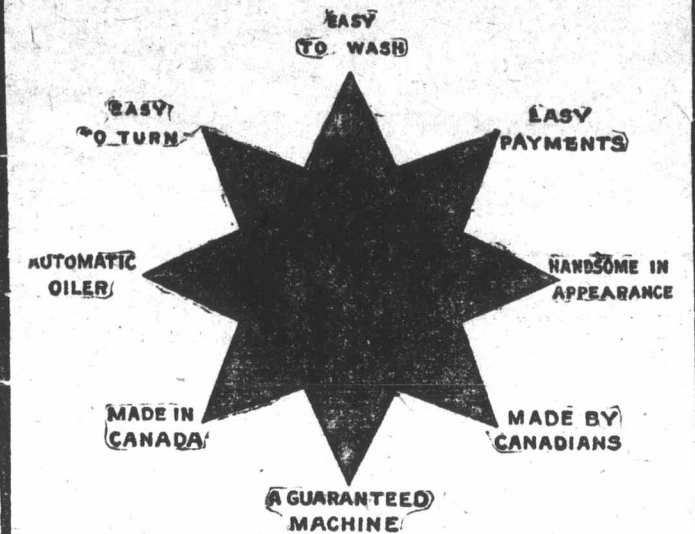 EASY
TO WASH
EASY
TO TURN
EASY
PAYMENTS
AUTOMATIC
OILER
HANDSOME IN
APPEARANCE
MADE IN
CANADA
MADE BY
CANADIANS
A GUARANTEED
MACHINE